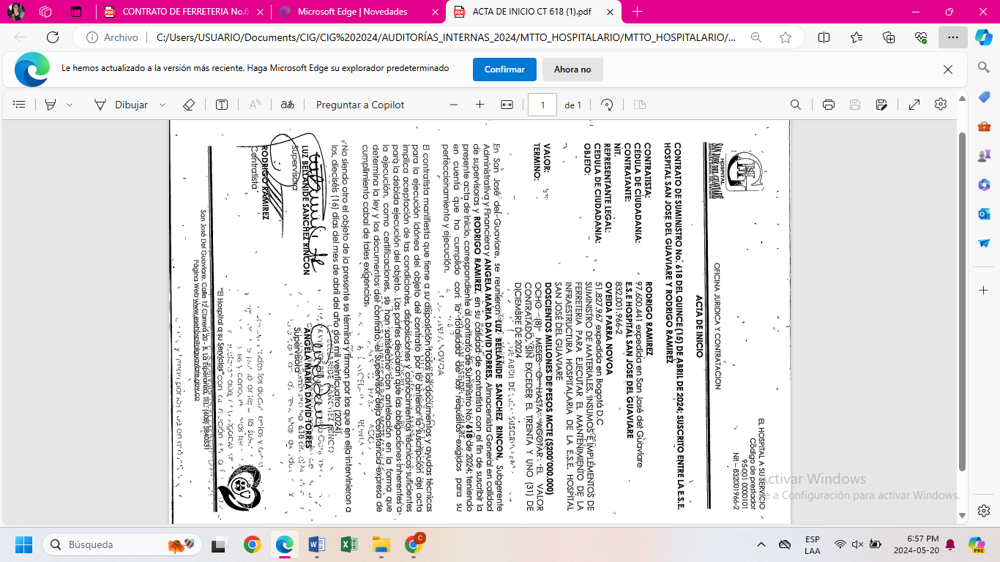 CONTRATO DE FERRETERIA No.6
Microsoft Edge | Novedades
ACTA DE INICIO CT 618 (1).pdf
Archivo
C:/Users/USUARIO/Documents/CIG/CIG%202024/AUDITORÍAS_INTERNAS_2024/MTTO_HOSPITALARIO/MTTO_HOSPITALARIO/...
Le hemos actualizado a la versión más reciente. Haga Microsoft Edge su explorador predeterminado
Confirmar
Ahora no
Dibujar
aあ
Preguntar a Copilot
1
de 1
HOSPITAL
SAN JOSÉ DEL GUAVIARE
EL HOSPITAL A SU SERVICIO
Código de prestador
95001 0000101
Nit – 832001966-2
OFICINA JURIDICA Y CONTRATACION
ACTA DE INICIO
CONTRATO DE SUMINISTRO No. 618 DEL QUINCE (15) DE ABRIL DE 2024; SUSCRITO ENTRE LA E.S.E.
HOSPITAL SAN JOSE DEL GUAVIARE Y RODRIGO RAMIREZ
CONTRATISTA: RODRIGO RAMIREZ
CÉDULA DE CIUDADANIA: 97.600.441 expedida en San José del Guaviare
CONTRATANTE: E.S.E HOSPITAL SAN JOSE DEL GUAVIARE
NIT. 832.001.966-2
REPRESENTANTE LEGAL: OVEIDA PARRA NOVOA
CEDULA DE CIUDADANIA: 51.827.967 expedida en Bogotá D.C
OBJETO: SUMINISTRO DE MATERIALES, INSUMOS E IMPLEMENTOS DE
FERRETERIA PARA EJECUTAR EL MANTENIMIENTO DE LA
INFRAESTRUCTURA HOSPITALARIA DE LA E.S.E. HOSPITAL
SAN JOSÉ DEL GUAVIARE
VALOR: DOSCIENTOS MILLONES DE PESOS MCTE ($200'000.000)
TERMINO: OCHO (8) MESES O HASTA AGOTAR EL VALOR
CONTRATADO, SIN EXCEDER EL TREINTA Y UNO (31) DE
DICIEMBRE DE 2024
En San José del Guaviare, se reunieron LUZ BELLANIDE SANCHEZ RINCON, Subgerente
Administrativa y Financiera y ANGELA MARIA DAVID TORRES, Almacenista General en calidad
de supervisoras y RODRIGO RAMIREZ, en su calidad de contratista con el fin de suscribir la
presente acta de inicio, correspondiente al contrato de Suministro No. 618 de 2024; teniendo
en cuenta que ha cumplido con la totalidad de los requisitos exigidos para su
perfeccionamiento y ejecución.
El contratista manifiesta que tiene a su disposición todos los documentos y ayudas técnicas
para la ejecución idónea del objeto del contrato por lo anterior la suscripción del acta
implica aceptación de las condiciones, disposiciones y conocimientos técnicos suficientes
para la debida ejecución del objeto. Las partes declaran que las obligaciones inherentes a
la ejecución, como certificaciones, se han satisfecho con antelación en la forma que
determina la ley y los documentos del contrato, el supervisor deja constancia expresa de
cumplimiento cabal de tales exigencias.
No siendo otro el objeto de la presente se termina y firman por los que en ella intervinieron a
los, dieciséis (16) días del mes de abril del año dos mil veinticuatro (2024).
LUZ BELLANIDE SANCHEZ RINCON ANGELA MARIA DAVID TORRES
Supervisora Supervisora
RODRIGO RAMIREZ
Contratista
"El Hospital a su Servicio"
San José Del Guaviare, Calle 12 Carrera 20 - B. La Esperanza, TEL: (608)
Página Web www.esehospitalguaviare.gov.co
Activar Windows
Ve a Configuración para activar Windows.
Búsqueda
C
PRE
ESP
LAA
6:57 PM
2024-05-20